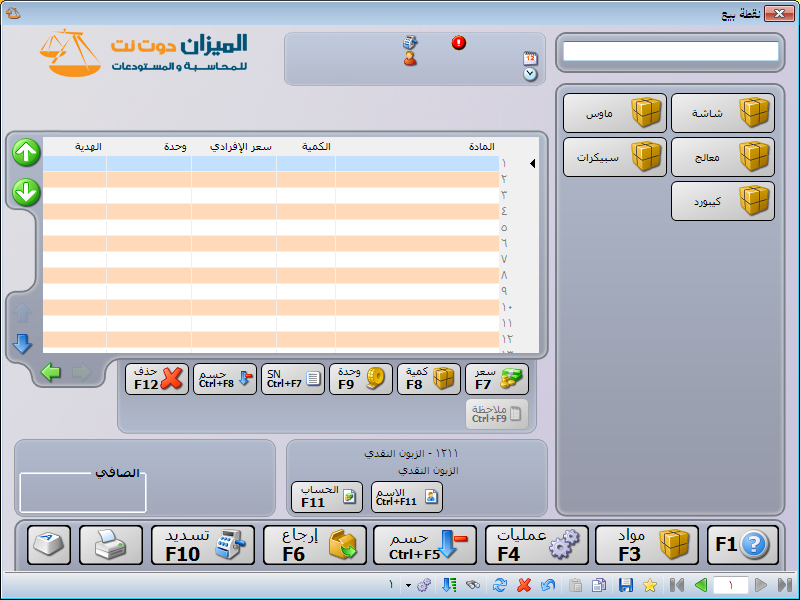 نقطة بيع
الميزان دوت نت
للمحاسبة والمستودعات
12
شاشة
ماوس
معالج
سبيكرات
كيبورد
المادة الكمية سعر الإفرادي وحدة الهدية
١
٢
٣
٤
٥
٦
٧
٨
٩
١٠
١١
١٢
١٣
سعر F7
كمية F8
وحدة F9
SN Ctrl+F7
حسم Ctrl+F8
حذف F12
ملاحظة Ctrl+F9
١٢١١ - الزبون النقدي
الزبون النقدي
الاسم Ctrl+F11
الحساب F11
الصافي
F1
مواد F3
عمليات F4
حسم Ctrl+F5
إرجاع F6
تسديد F10
١
١